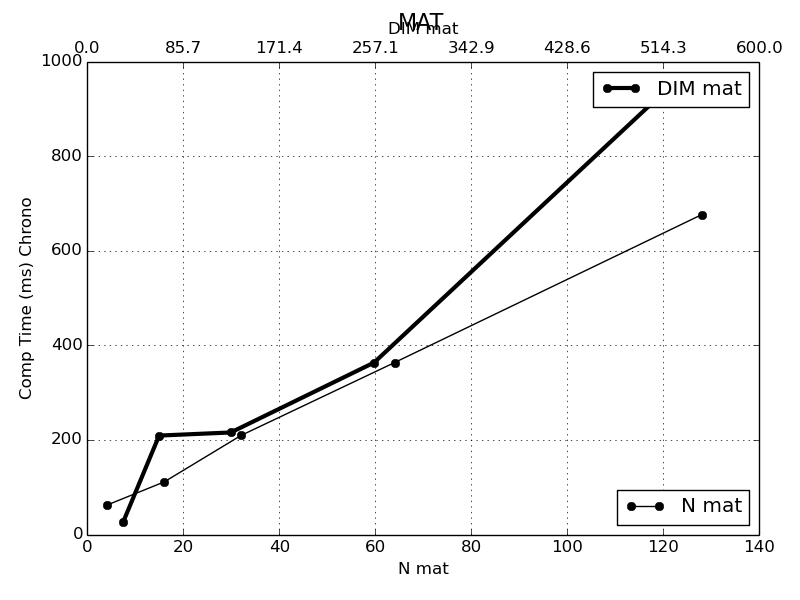 MAT
DIM mat
0.0 85.7 171.4 257.1 342.9 428.6 514.3 600.0
1000
DIM mat
800
600
Comp Time (ms) Chrono
400
200
N mat
0
0 20 40 60 80 100 120 140
N mat